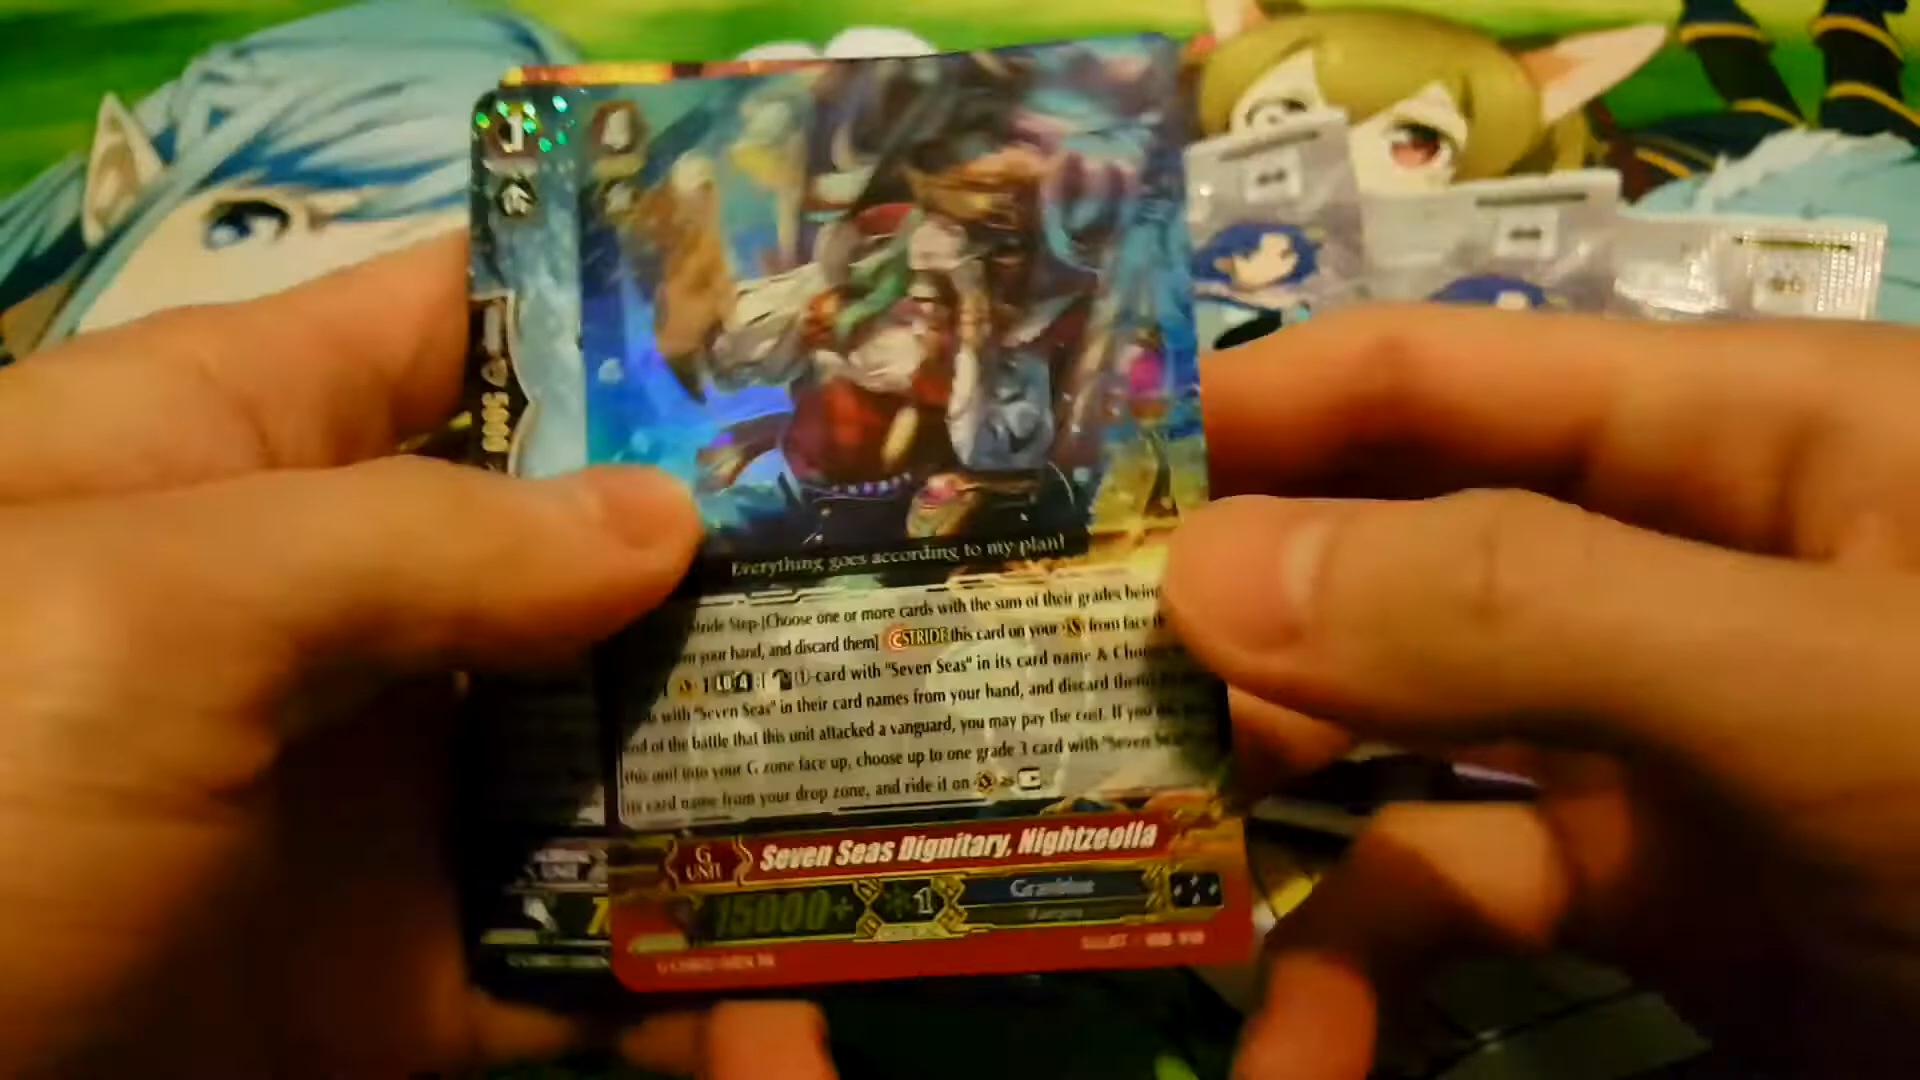 1
4
5000
Everything goes according to my plan!
Stride Step-[Choose one or more cards with the sum of their grades being
your hand, and discard them] STRIDE this card on your from face
card with "Seven Seas" in its card name & Choose
with "Seven Seas" in their card names from your hand, and discard them
end of the battle that this unit attacked a vanguard, you may pay the cost. If you
this unit into your G zone face up, choose up to one grade 3 card with "Seven
its card name from your drop zone, and ride it on as
G UNIT
Seven Seas Dignitary, Nightzeolla
15000+
1
Granblue